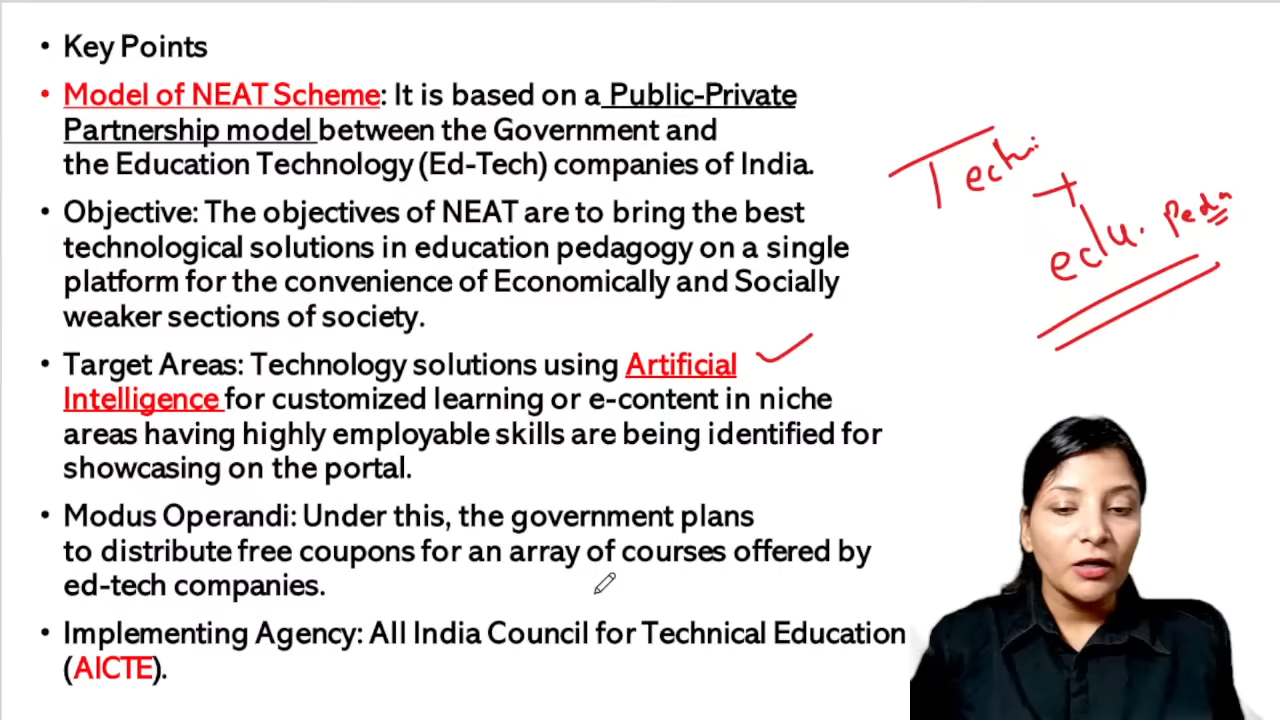 • Key Points
• Model of NEAT Scheme: It is based on a Public-Private
Partnership model between the Government and
the Education Technology (Ed-Tech) companies of India.
• Objective: The objectives of NEAT are to bring the best
technological solutions in education pedagogy on a single
platform for the convenience of Economically and Socially
weaker sections of society.
• Target Areas: Technology solutions using Artificial
Intelligence for customized learning or e-content in niche
areas having highly employable skills are being identified for
showcasing on the portal.
• Modus Operandi: Under this, the government plans
to distribute free coupons for an array of courses offered by
ed-tech companies.
• Implementing Agency: All India Council for Technical Education
(AICTE).
Tech
+
edu.